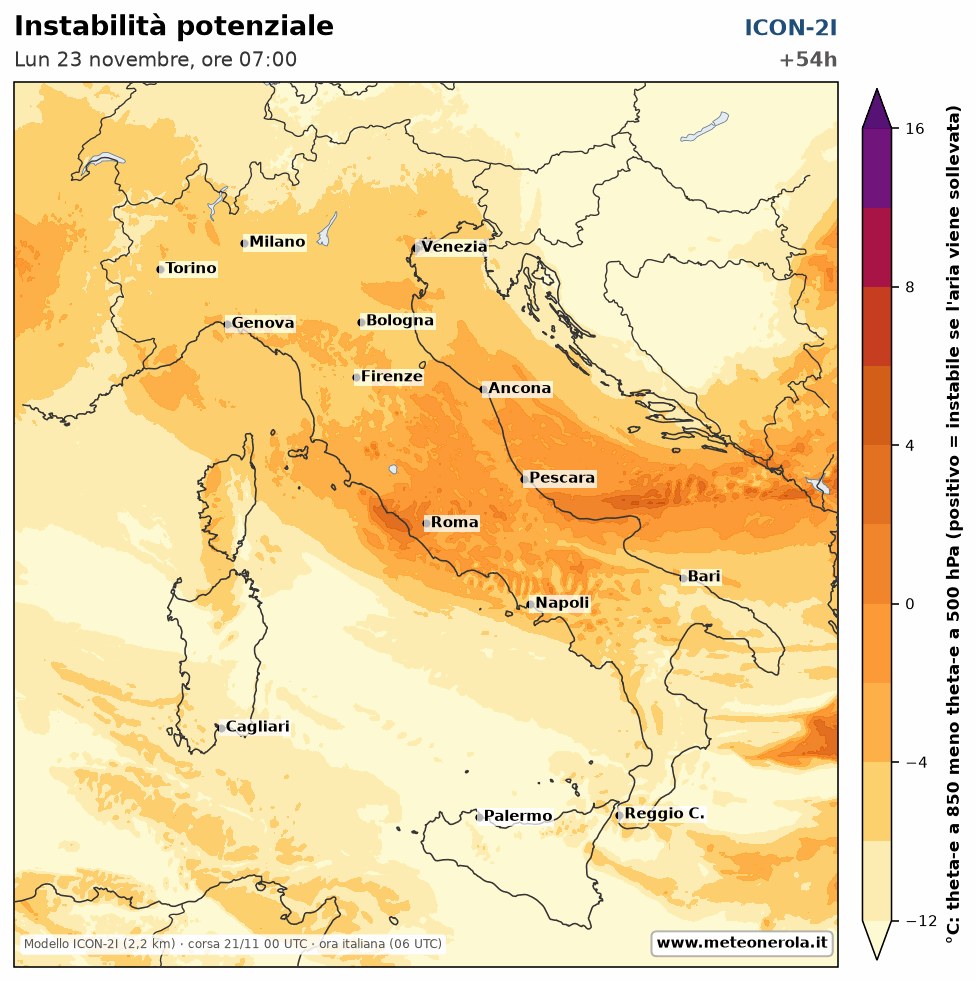 Instabilità potenziale
ICON-2I
Lun 23 novembre, ore 07:00
+54h
Milano
Venezia
Torino
Genova
Bologna
Firenze
Ancona
Pescara
Roma
Bari
Napoli
Cagliari
Palermo
Reggio C.
Modello ICON-2I (2,2 km) · corsa 21/11 00 UTC · ora italiana (06 UTC)
www.meteonerola.it
16
8
4
0
−4
−12
°C: theta-e a 850 meno theta-e a 500 hPa (positivo = instabile se l'aria viene sollevata)